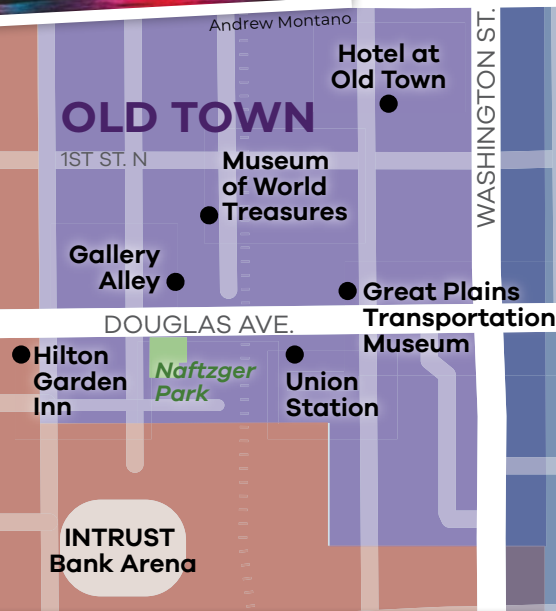 Andrew Montano
Hotel at
Old Town
WASHINGTON ST.
OLD TOWN
1ST ST. N
Museum
of World
Treasures
Gallery
Alley
Great Plains
Transportation
Museum
DOUGLAS AVE.
Hilton
Garden
Inn
Naftzger
Park
Union
Station
INTRUST
Bank Arena